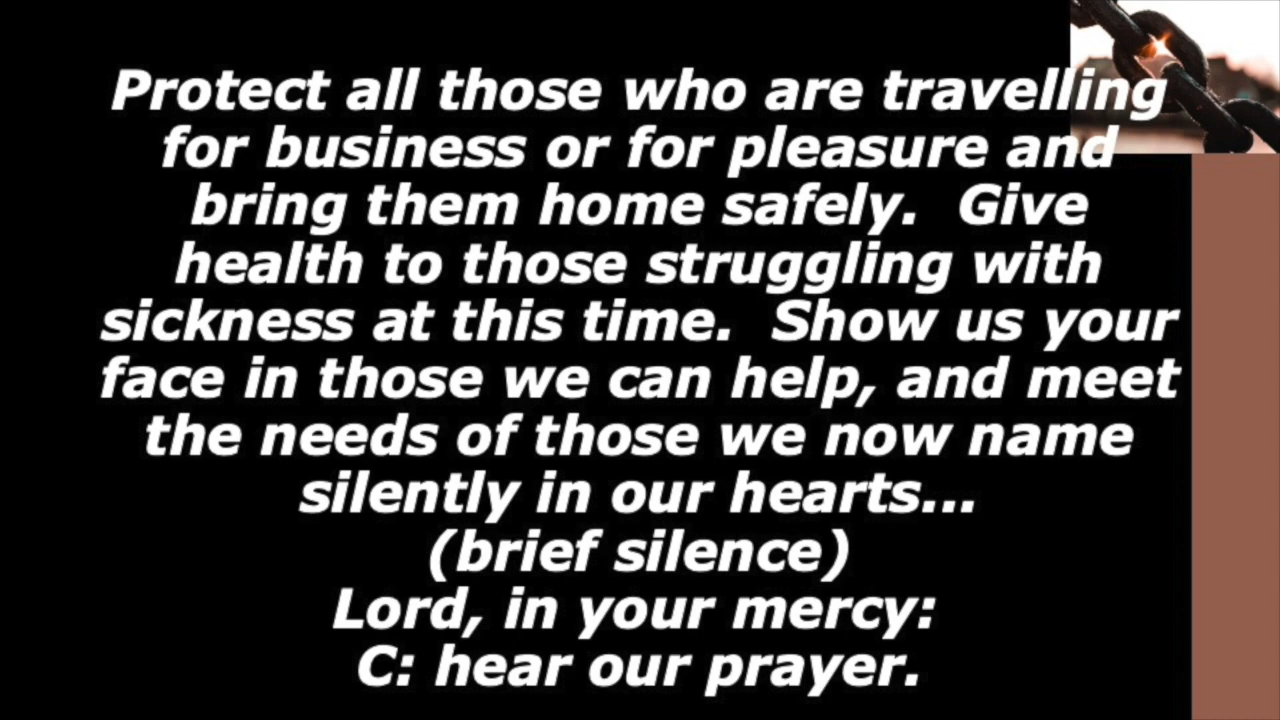 Protect all those who are travelling
for business or for pleasure and
bring them home safely.  Give
health to those struggling with
sickness at this time.  Show us your
face in those we can help, and meet
the needs of those we now name
silently in our hearts...
(brief silence)
Lord, in your mercy:
C: hear our prayer.